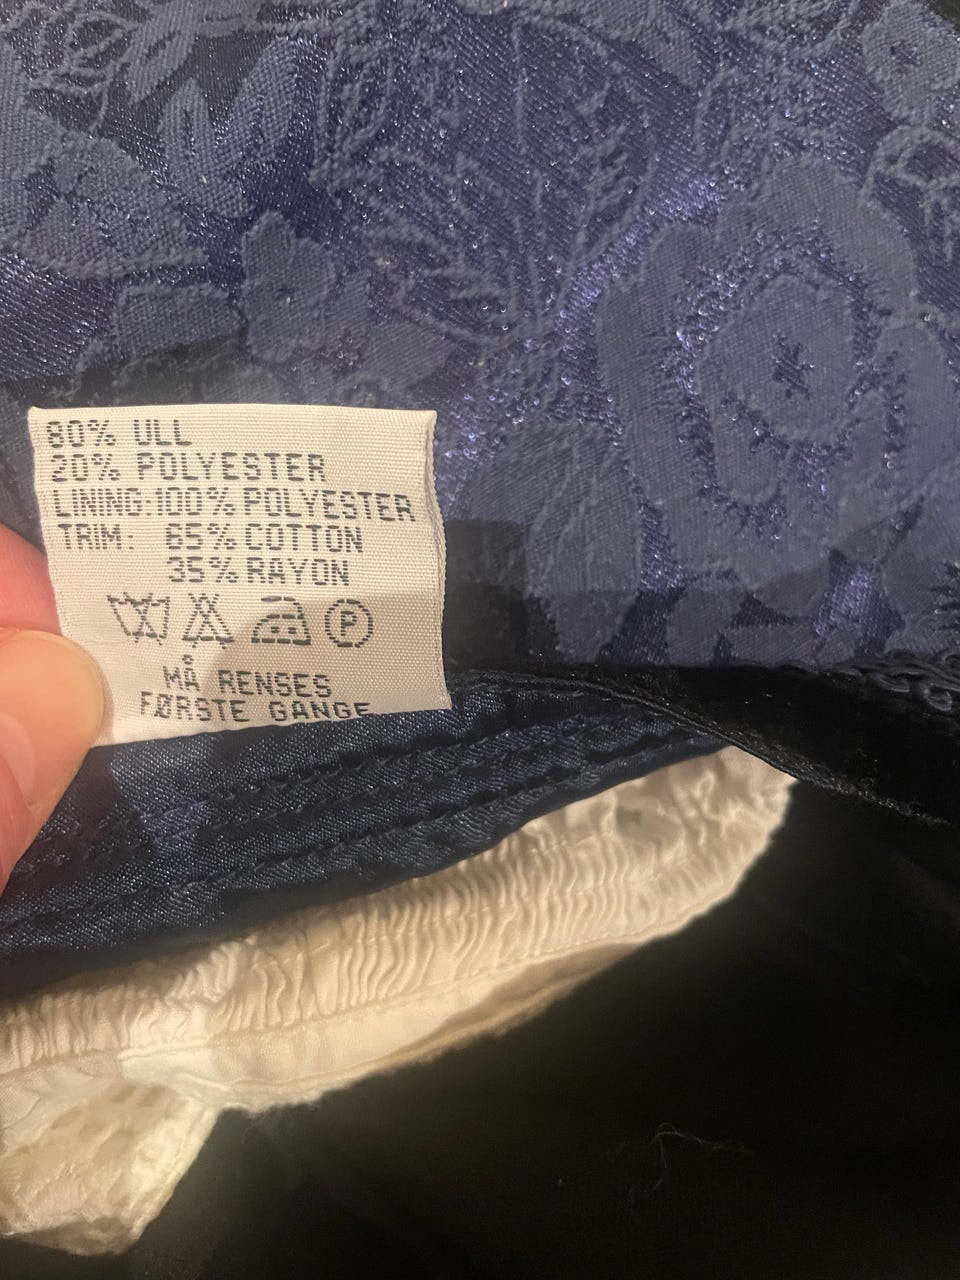 80% ULL
20% POLYESTER
LINING:100% POLYESTER
TRIM: 65% COTTON
35% RAYON
P
MÅ RENSES
FØRSTE GANGE